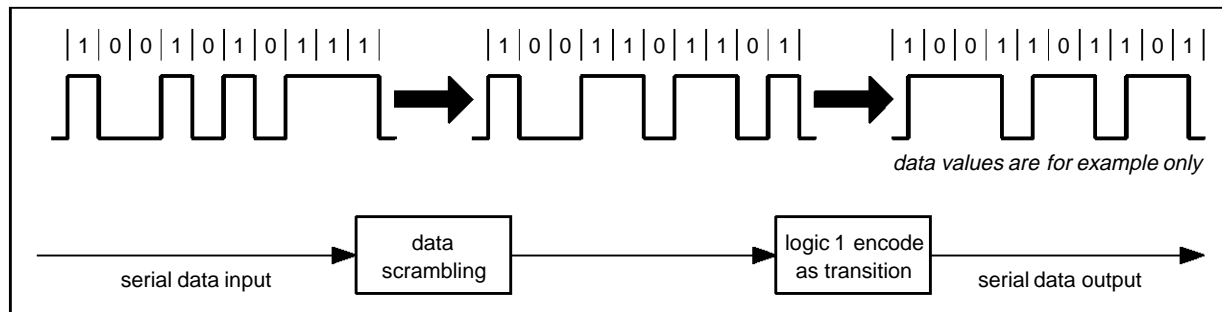 1 0 0 1 0 1 0 1 1 1
1 0 0 1 1 0 1 1 0 1
1 0 0 1 1 0 1 1 0 1
data values are for example only
data
scrambling
logic 1 encode
as transition
serial data input
serial data output